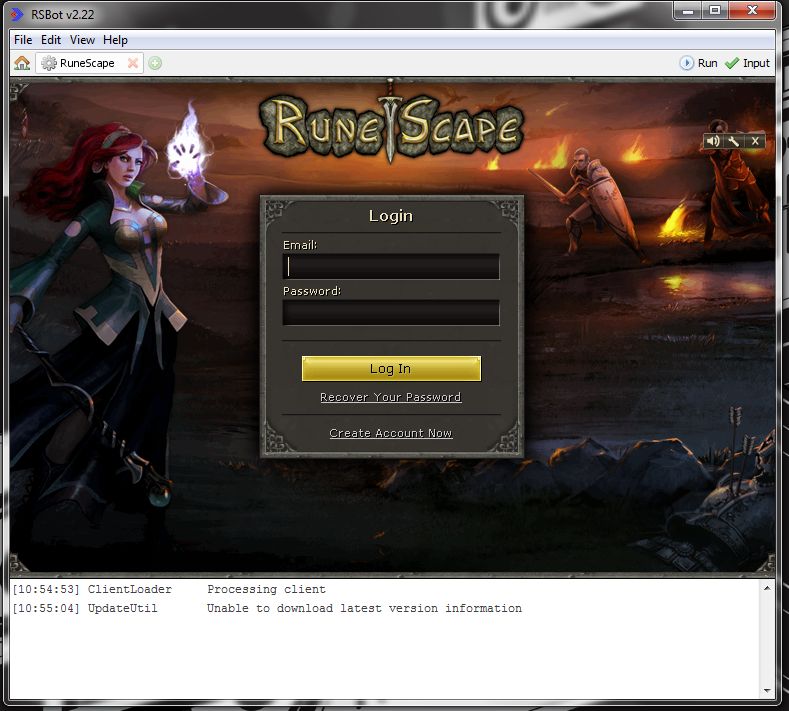 RSBot v2.22
File Edit View Help
RuneScape Run Input
RUNESCAPE
Login
Email:
Password:
Log In
Recover Your Password
Create Account Now
[10:54:53] ClientLoader Processing client
[10:55:04] UpdateUtil Unable to download latest version information